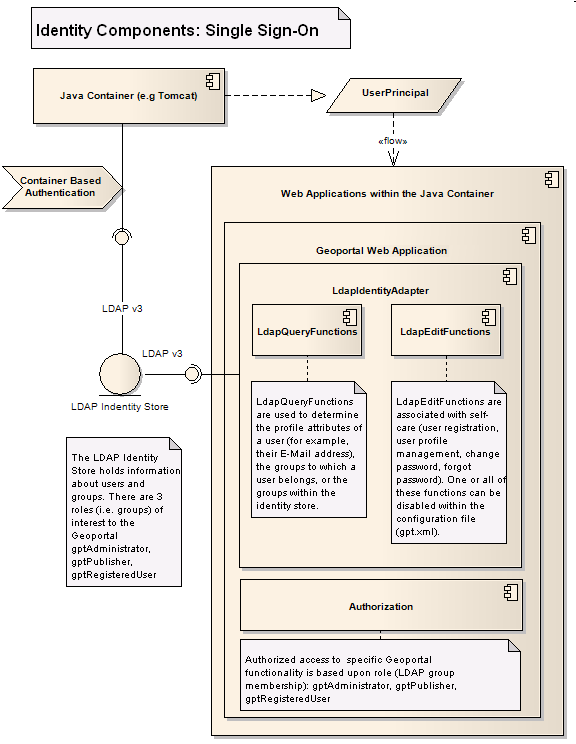 Identity Components: Single Sign-On
Java Container (e.g Tomcat)
UserPrincipal
«flow»
Container Based
Authentication
Web Applications within the Java Container
Geoportal Web Application
LdapIdentityAdapter
LdapQueryFunctions
LdapEditFunctions
LDAP v3
LDAP v3
LDAP Indentity Store
LdapQueryFunctions
are used to determine
the profile attributes of
a user (for example,
their E-Mail address),
the groups to which a
user belongs, or the
groups within the
identity store.
LdapEditFunctions are
associated with self-
care (user registration,
user profile
management, change
password, forgot
password). One or all of
these functions can be
disabled within the
configuration file
(gpt.xml).
The LDAP Identity
Store holds information
about users and
groups. There are 3
roles (i.e. groups) of
interest to the
Geoportal
gptAdministrator,
gptPublisher,
gptRegisteredUser
Authorization
Authorized access to specific Geoportal
functionality is based upon role (LDAP group
membership): gptAdministrator, gptPublisher,
gptRegisteredUser